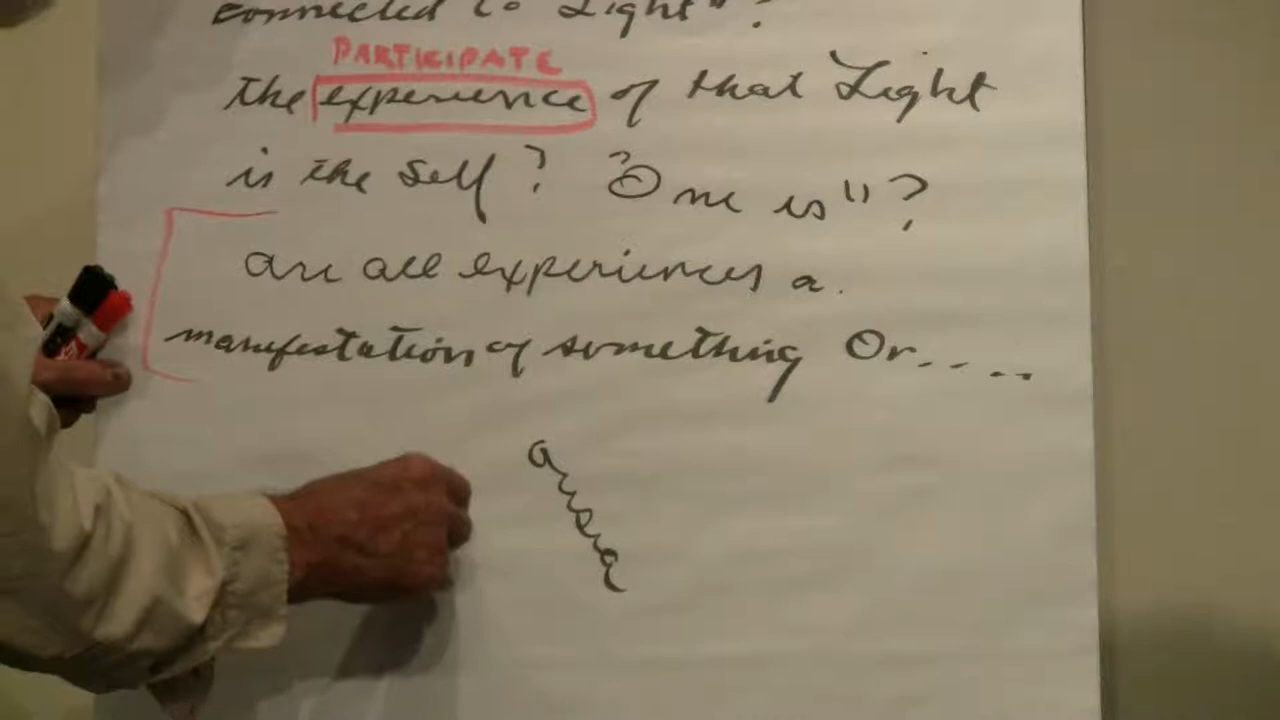 connected to "Light"?
PARTICIPATE
the experience of that Light
is the Self? "One is"?
are all experiences a
manifestation of something Or.....
ousia